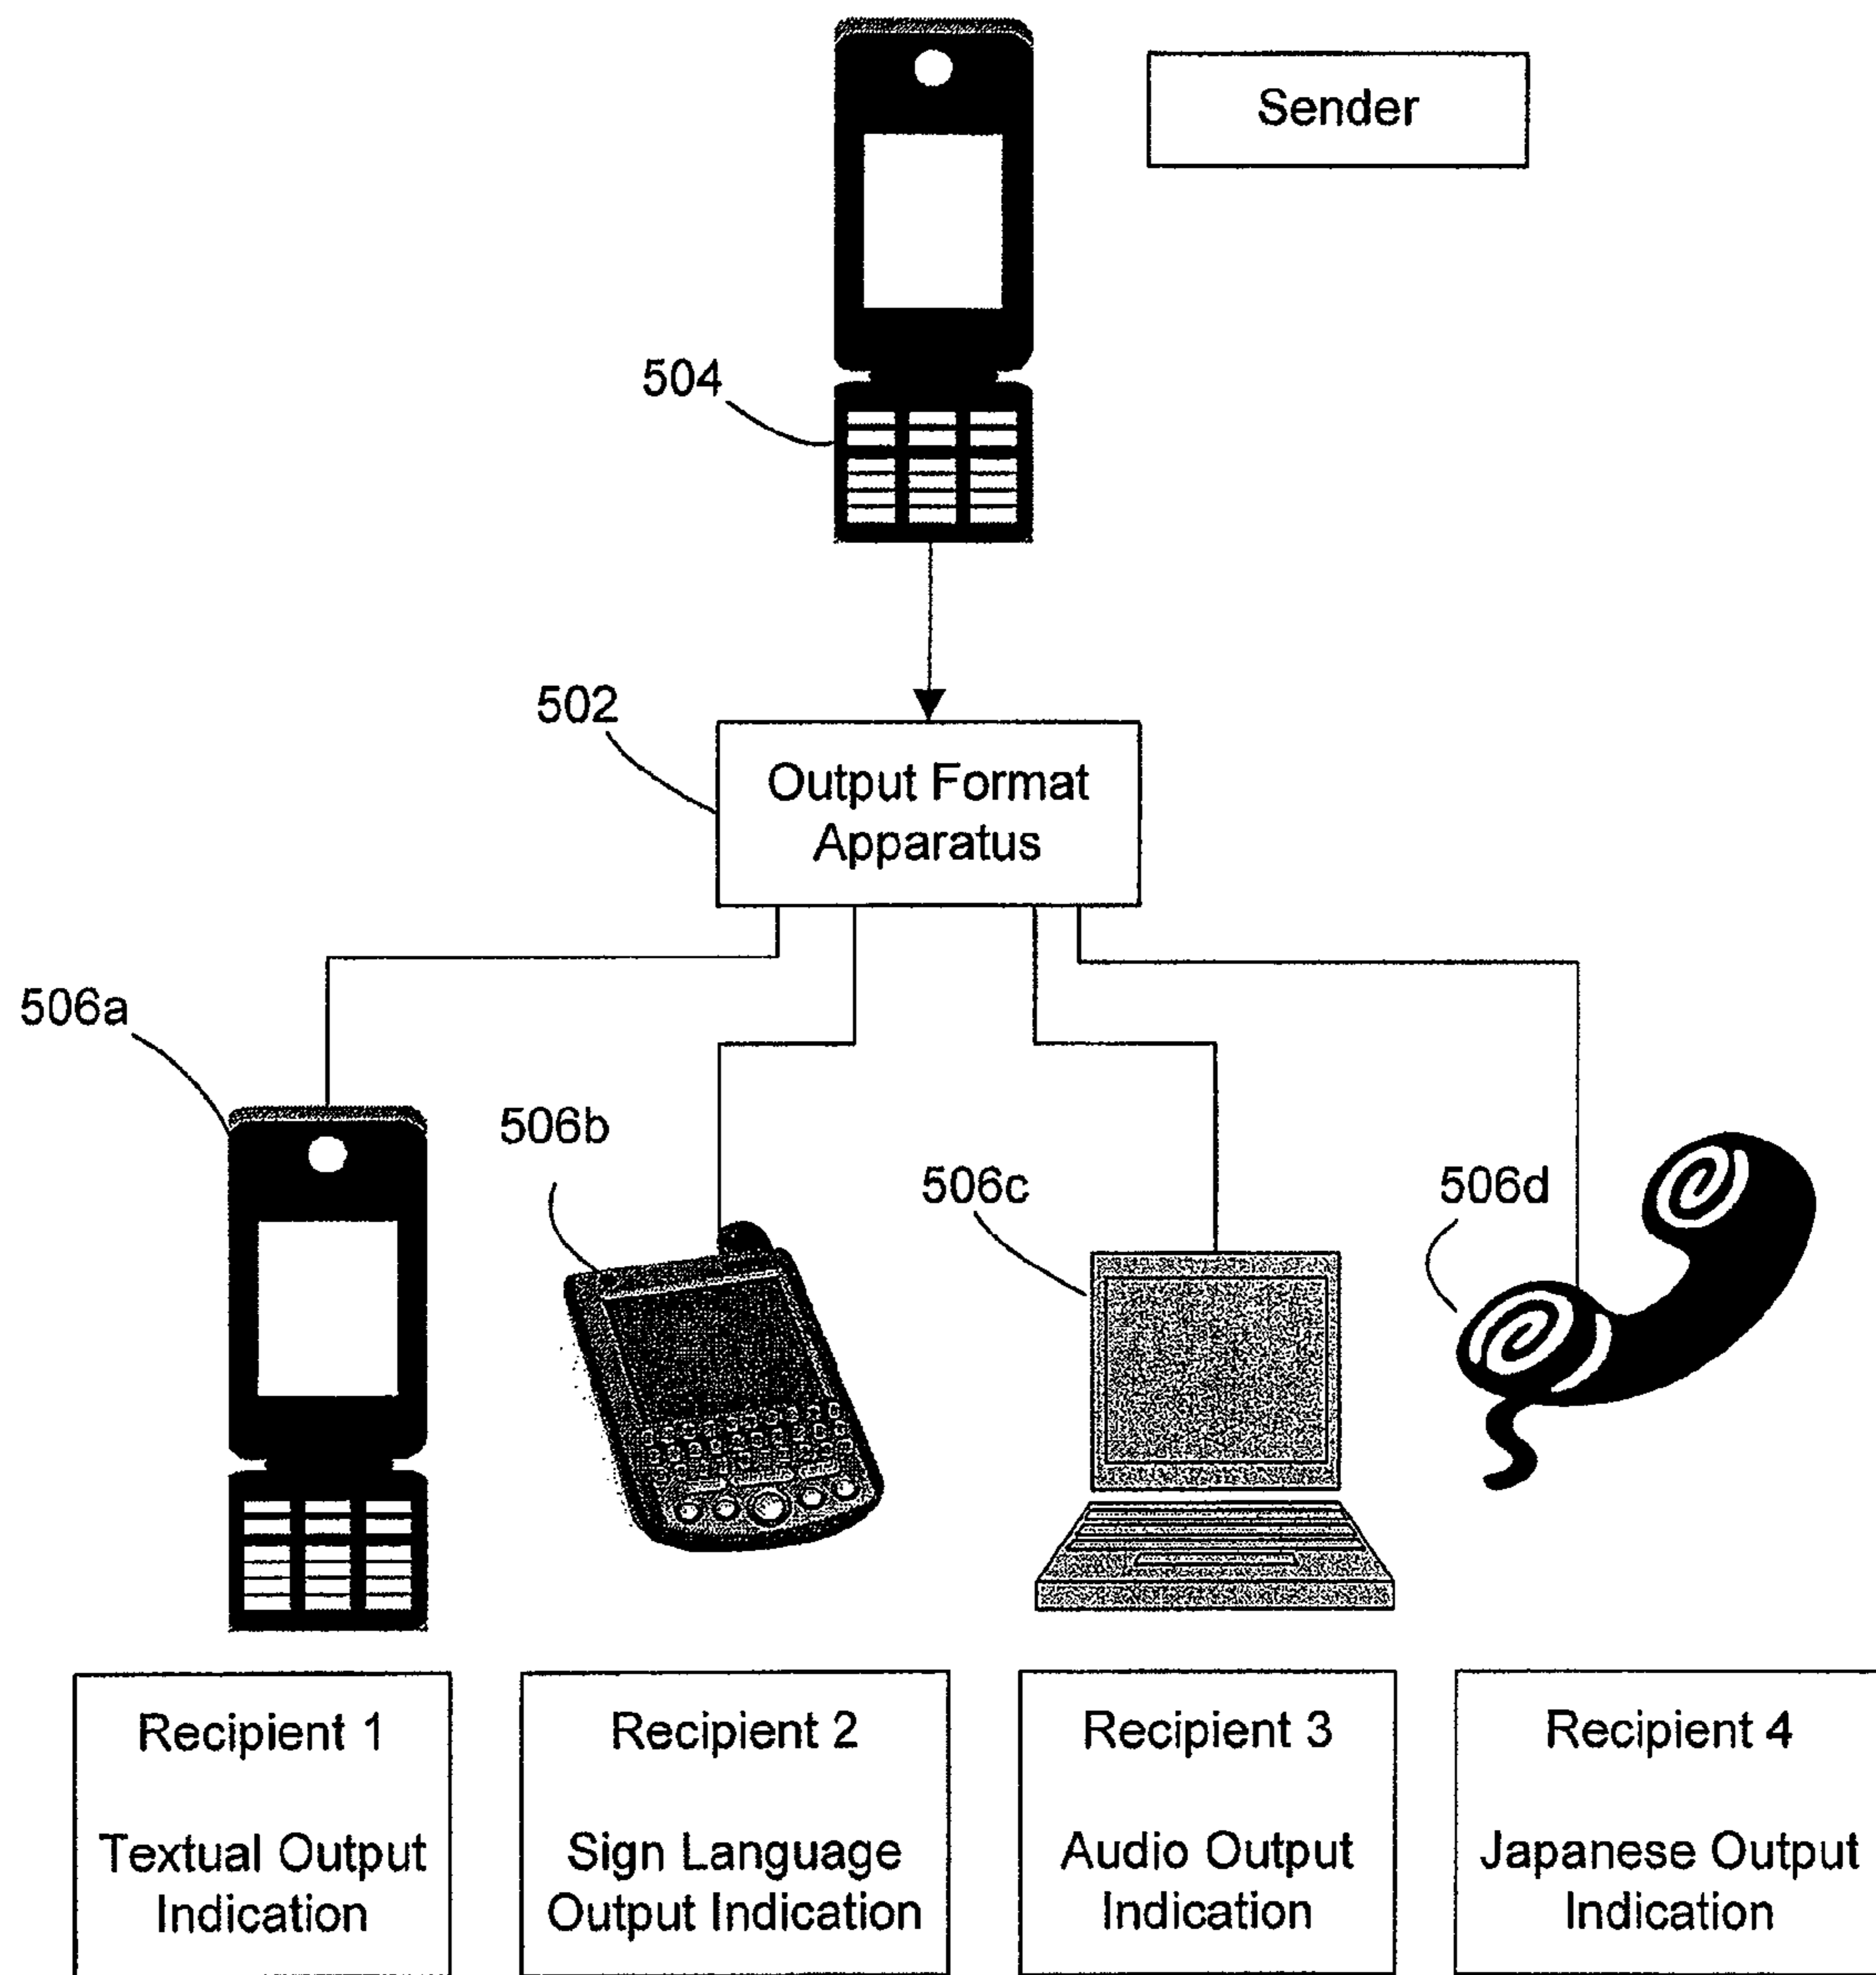 Sender
504
502
Output Format
Apparatus
506a
506b
506c
506d
Recipient 1
Textual Output
Indication
Recipient 2
Sign Language
Output Indication
Recipient 3
Audio Output
Indication
Recipient 4
Japanese Output
Indication